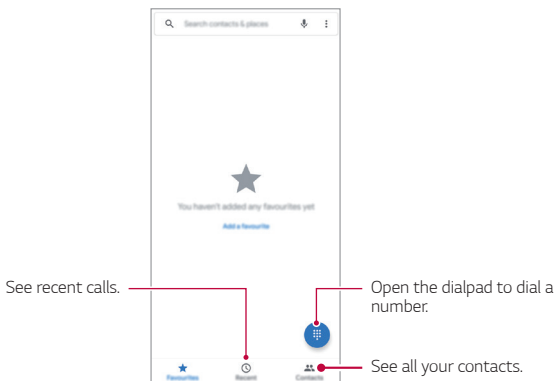 Search contacts & places
You haven't added any favourites yet
Add a favourite
See recent calls.
Open the dialpad to dial a
number.
Favourites Recent Contacts
See all your contacts.